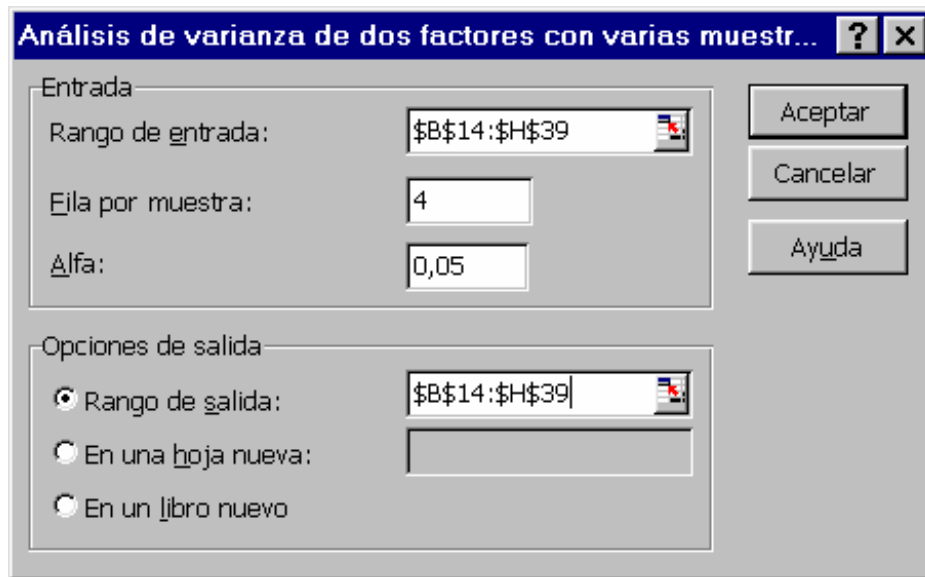 Análisis de varianza de dos factores con varias muestr...
Entrada
Rango de entrada: $B$14:$H$39
Fila por muestra: 4
Alfa: 0,05
Aceptar
Cancelar
Ayuda
Opciones de salida
Rango de salida: $B$14:$H$39
En una hoja nueva:
En un libro nuevo